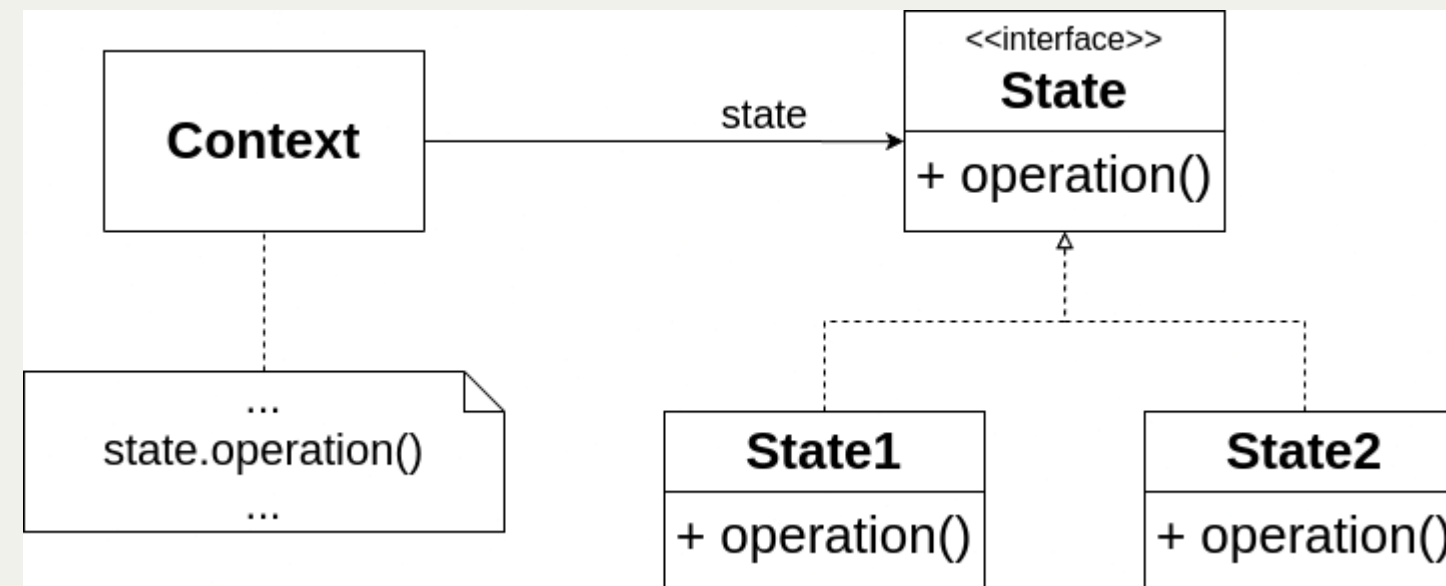 <<interface>>
State
Context
state
+ operation()
...
state.operation()
...
State1
State2
+ operation()
+ operation()